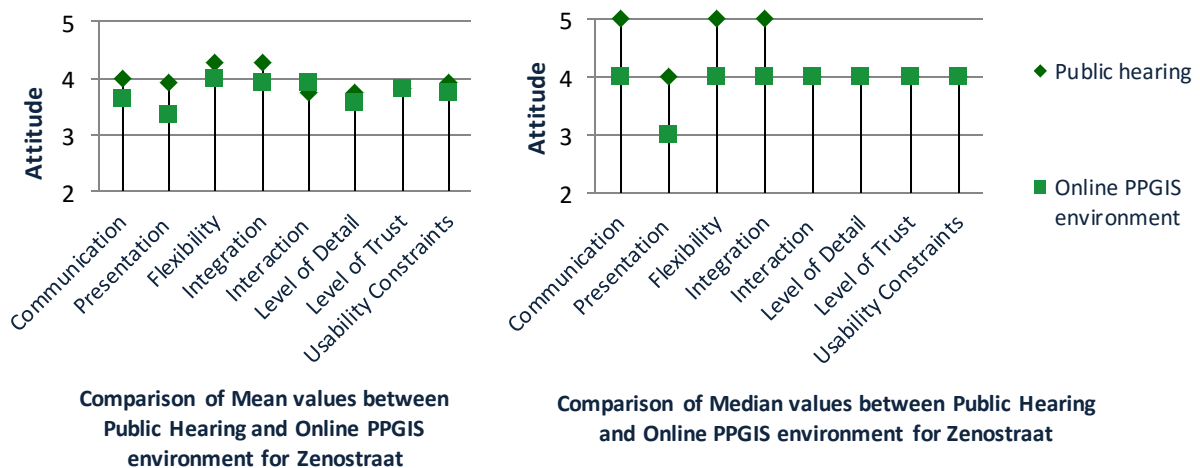 5
4
3
2
Attitude
Communication
Presentation
Flexibility
Integration
Interaction
Level of Detail
Level of Trust
Usability Constraints
Comparison of Mean values between
Public Hearing and Online PPGIS
environment for Zenostraat
5
4
3
2
Attitude
Communication
Presentation
Flexibility
Integration
Interaction
Level of Detail
Level of Trust
Usability Constraints
Comparison of Median values between Public Hearing
and Online PPGIS environment for Zenostraat
Public hearing
Online PPGIS
environment